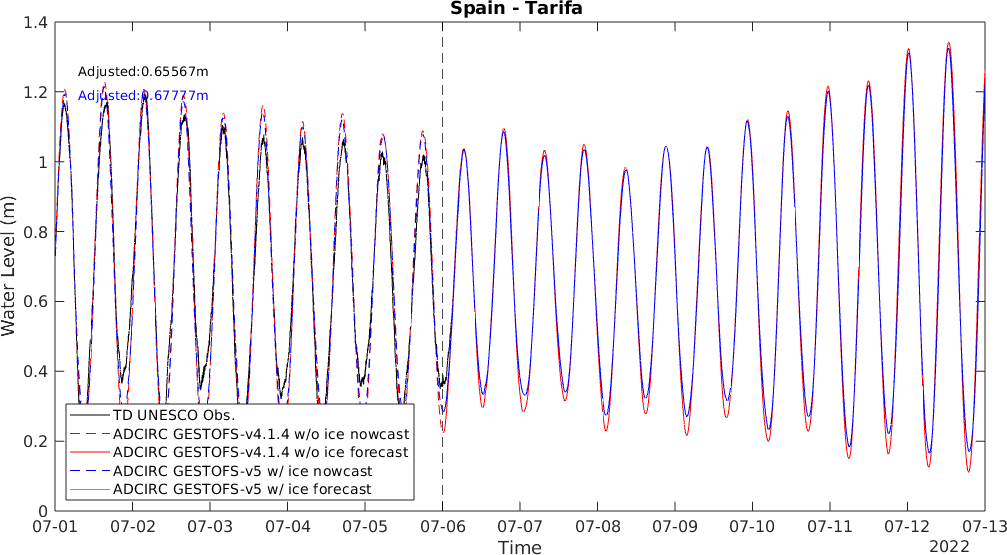 Spain - Tarifa
1.4
1.2
1
0.8
0.6
0.4
0.2
0
Water Level (m)
Adjusted:0.65567m
Adjusted:0.67777m
TD UNESCO Obs.
ADCIRC GESTOFS-v4.1.4 w/o ice nowcast
ADCIRC GESTOFS-v4.1.4 w/o ice forecast
ADCIRC GESTOFS-v5 w/ ice nowcast
ADCIRC GESTOFS-v5 w/ ice forecast
07-01 07-02 07-03 07-04 07-05 07-06 07-07 07-08 07-09 07-10 07-11 07-12 07-13
Time
2022